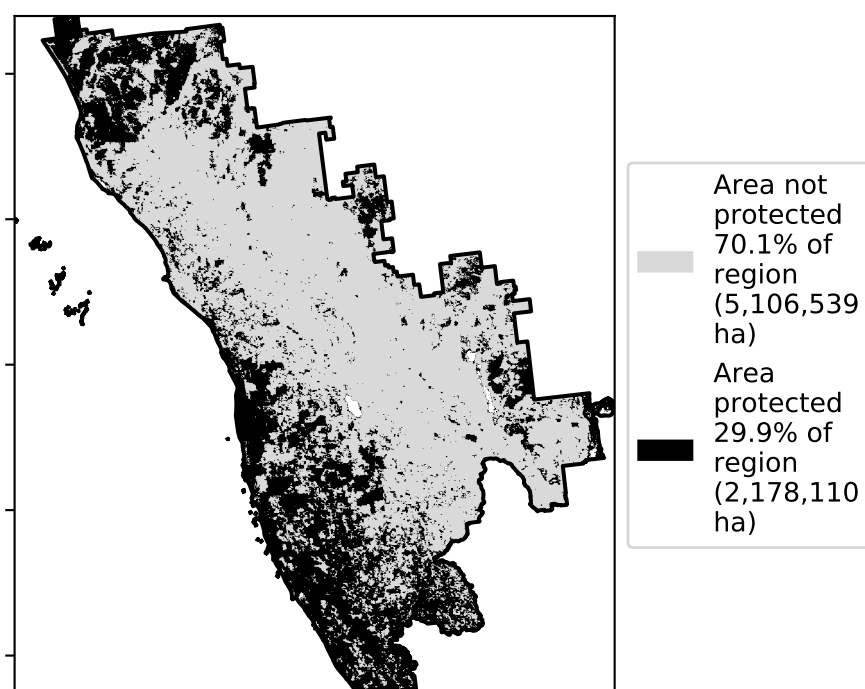 Area not
protected
70.1% of
region
(5,106,539
ha)
Area
protected
29.9% of
region
(2,178,110
ha)